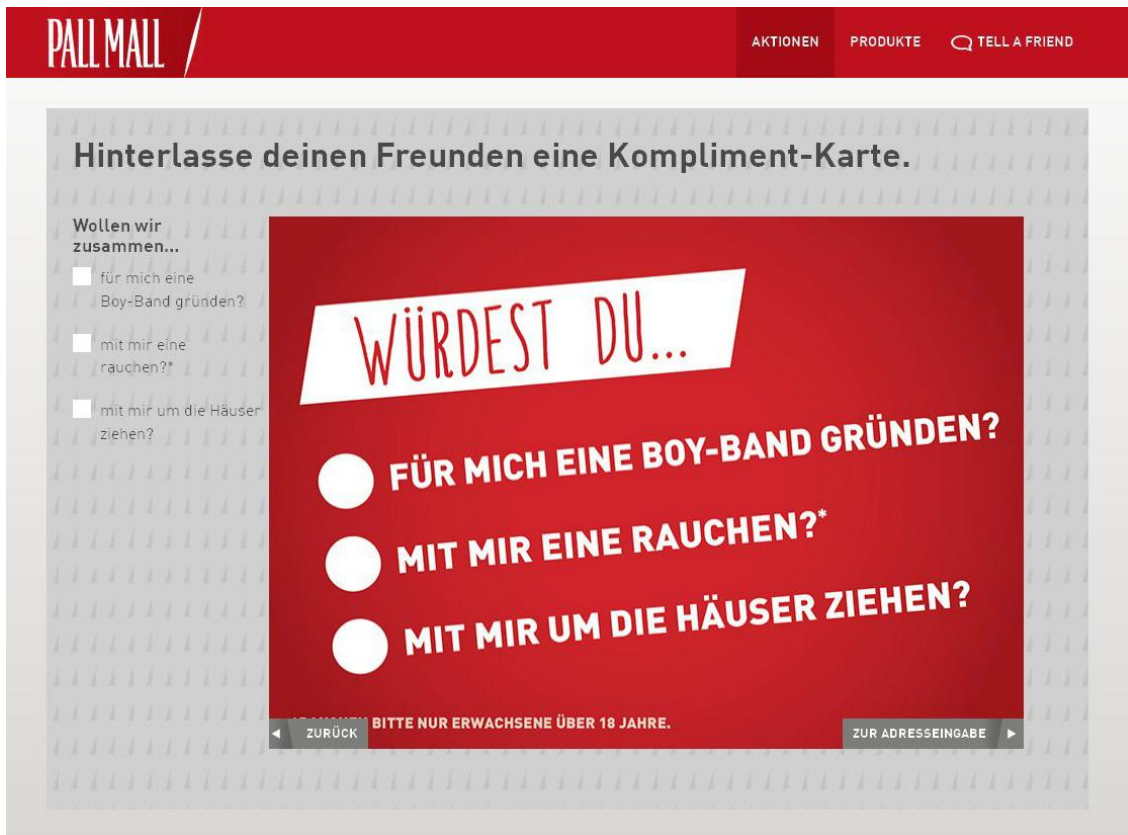 PALL MALL
AKTIONEN PRODUKTE TELL A FRIEND
Hinterlasse deinen Freunden eine Kompliment-Karte.
Wollen wir
zusammen...
für mich eine
Boy-Band gründen?
mit mir eine
rauchen?*
mit mir um die Häuser
ziehen?
WÜRDEST DU...
FÜR MICH EINE BOY-BAND GRÜNDEN?
MIT MIR EINE RAUCHEN?*
MIT MIR UM DIE HÄUSER ZIEHEN?
BITTE NUR ERWACHSENE ÜBER 18 JAHRE.
ZURÜCK
ZUR ADRESSEINGABE